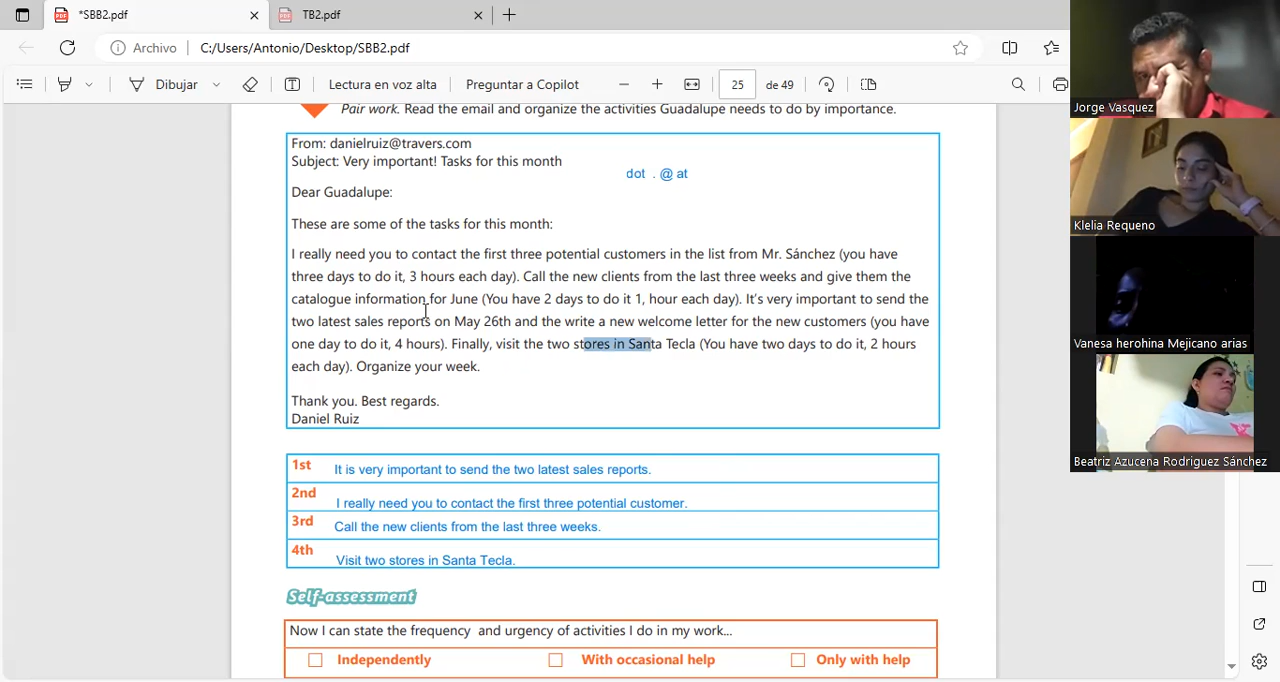 *SBB2.pdf
TB2.pdf
Archivo
C:/Users/Antonio/Desktop/SBB2.pdf
Dibujar
Lectura en voz alta
Preguntar a Copilot
25
de 49
Pair work. Read the email and organize the activities Guadalupe needs to do by importance.
From: danielruiz@travers.com
Subject: Very important! Tasks for this month
dot . @ at
Dear Guadalupe:
These are some of the tasks for this month:
I really need you to contact the first three potential customers in the list from Mr. Sánchez (you have
three days to do it, 3 hours each day). Call the new clients from the last three weeks and give them the
catalogue information for June (You have 2 days to do it 1, hour each day). It's very important to send the
two latest sales reports on May 26th and the write a new welcome letter for the new customers (you have
one day to do it, 4 hours). Finally, visit the two stores in Santa Tecla (You have two days to do it, 2 hours
each day). Organize your week.
Thank you. Best regards.
Daniel Ruiz
1st It is very important to send the two latest sales reports.
2nd I really need you to contact the first three potential customer.
3rd Call the new clients from the last three weeks.
4th Visit two stores in Santa Tecla.
Self-assessment
Now I can state the frequency and urgency of activities I do in my work...
Independently
With occasional help
Only with help
Jorge Vasquez
Klelia Requeno
Vanesa herohina Mejicano arias
Beatriz Azucena Rodriguez Sánchez